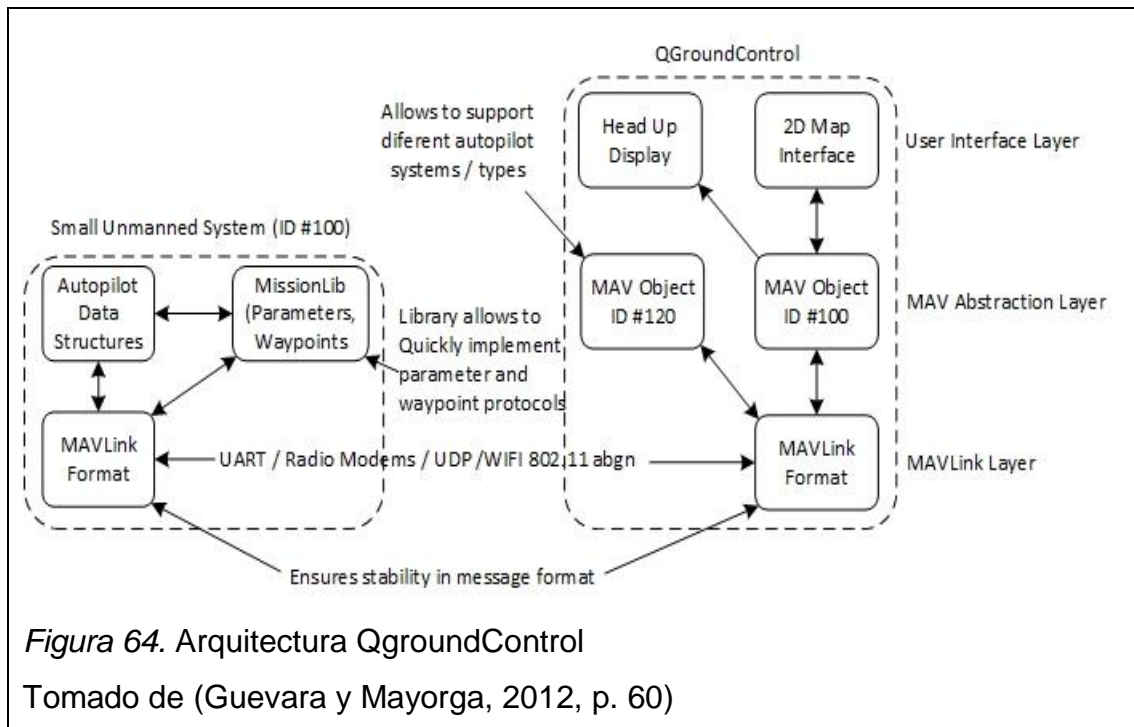 QGroundControl
Allows to support
diferent autopilot
systems / types
Head Up
Display
2D Map
Interface
User Interface Layer
Small Unmanned System (ID #100)
Autopilot
Data
Structures
MissionLib
(Parameters,
Waypoints
Library allows to
Quickly implement
parameter and
waypoint protocols
MAV Object
ID #120
MAV Object
ID #100
MAV Abstraction Layer
MAVLink
Format
UART / Radio Modems / UDP /WIFI 802.11 abgn
MAVLink
Format
MAVLink Layer
Ensures stability in message format
Figura 64. Arquitectura QgroundControl
Tomado de (Guevara y Mayorga, 2012, p. 60)